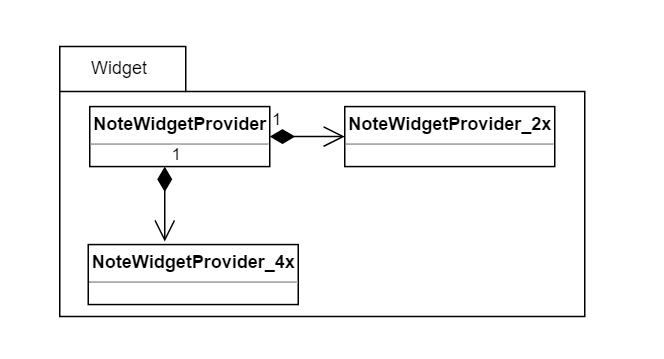 Widget
NoteWidgetProvider
1
NoteWidgetProvider_2x
1
NoteWidgetProvider_4x